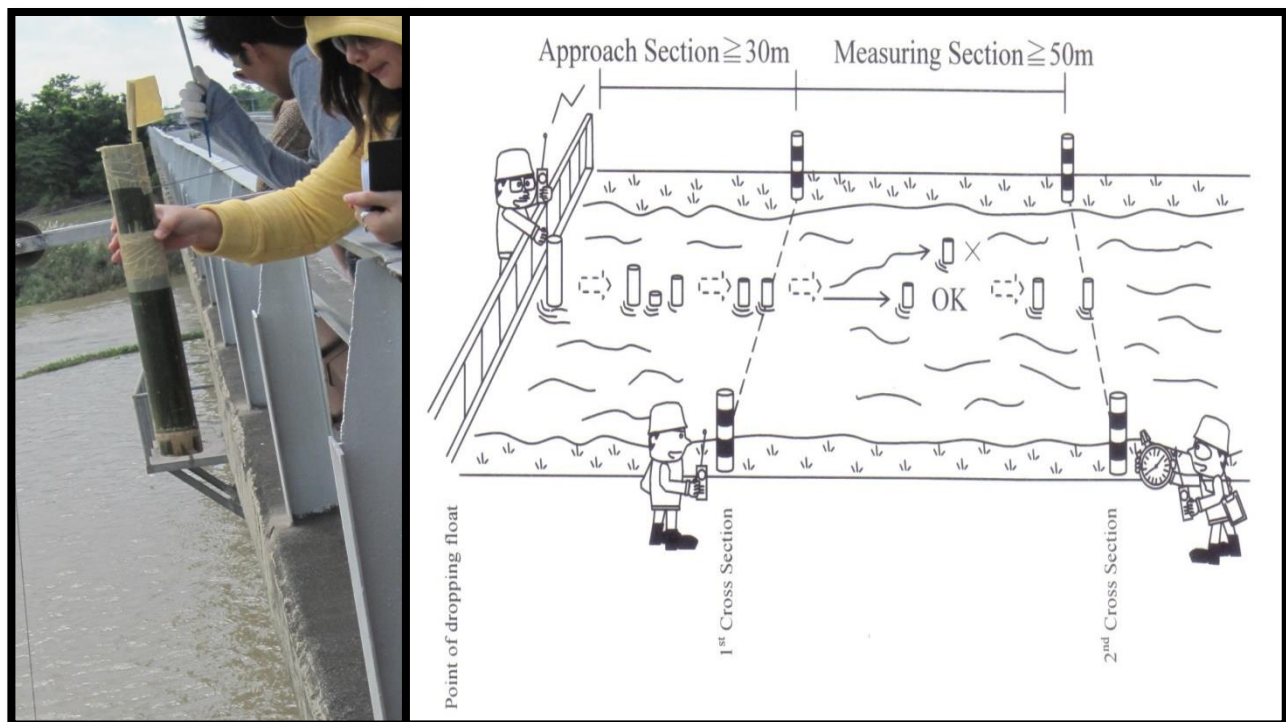 Approach Section≧30m
Measuring Section≧50m
×
OK
Point of dropping float
1st Cross Section
2nd Cross Section